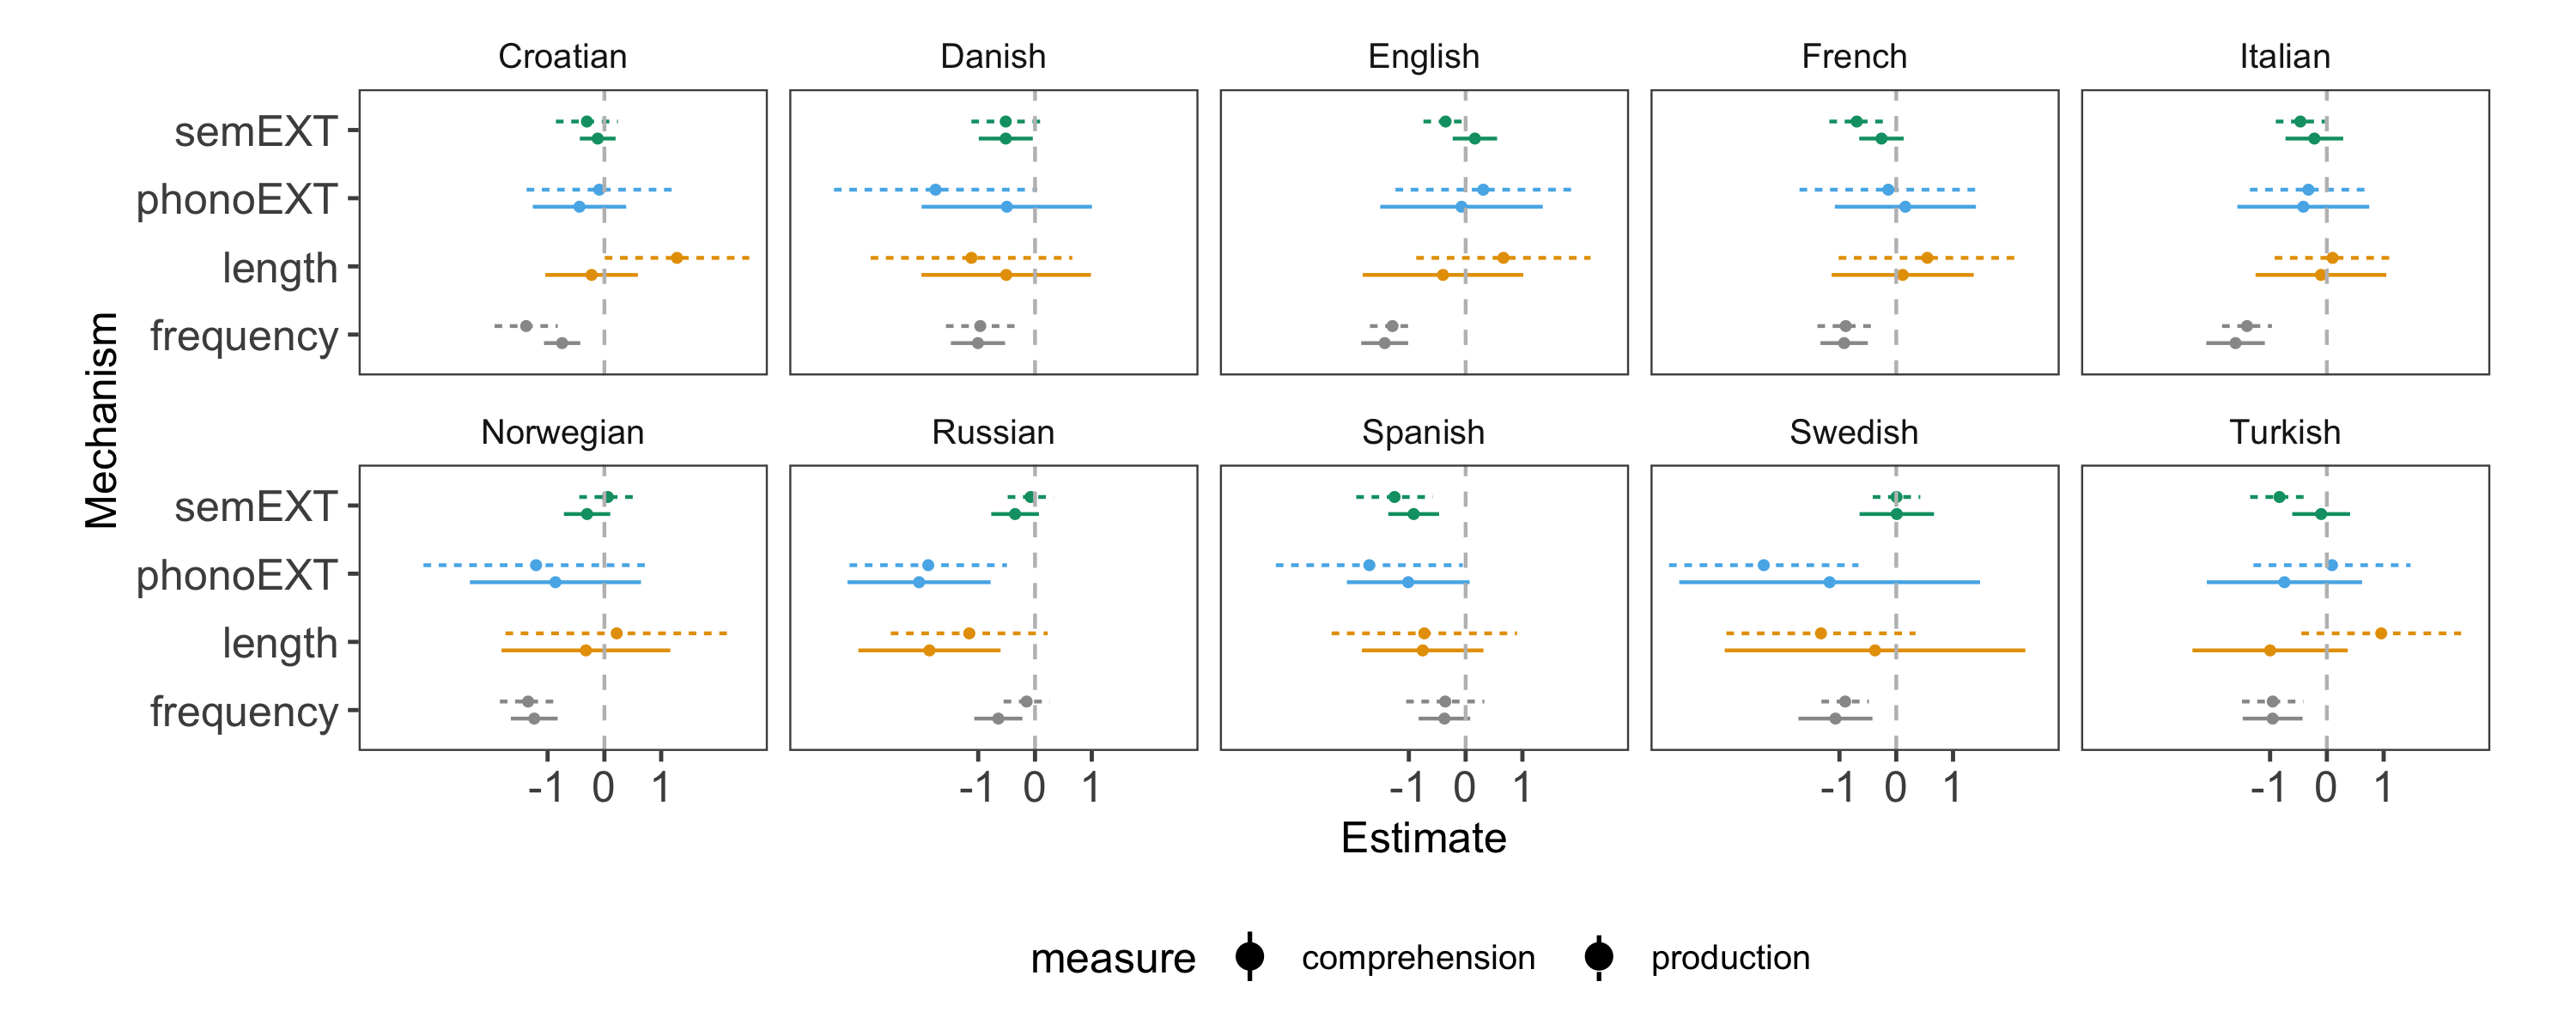 Croatian Danish English French Italian
semEXT
phonoEXT
length
frequency
Mechanism
Norwegian Russian Spanish Swedish Turkish
semEXT
phonoEXT
length
frequency
-1 0 1 -1 0 1 -1 0 1 -1 0 1 -1 0 1
Estimate
measure comprehension production